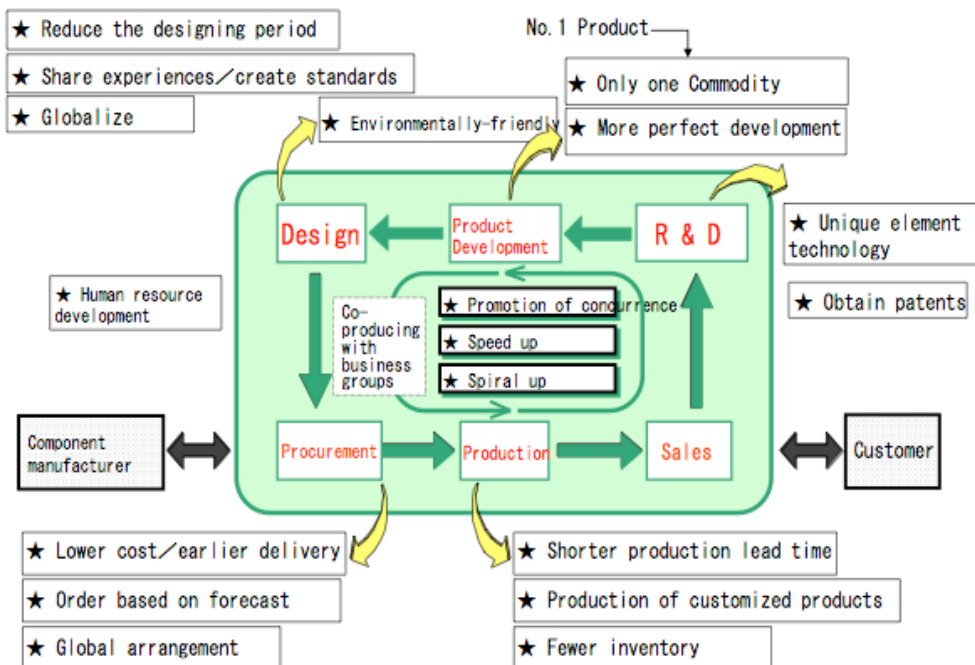 ★ Reduce the designing period
★ Share experiences／create standards
★ Globalize
No.1 Product
★ Only one Commodity
★ More perfect development
★ Environmentally-friendly
Design
Product
Development
R & D
★ Unique element
technology
★ Obtain patents
★ Human resource
development
Co-
producing
with
business
groups
★ Promotion of concurrence
★ Speed up
★ Spiral up
Component
manufacturer
Procurement
Production
Sales
Customer
★ Lower cost／earlier delivery
★ Order based on forecast
★ Global arrangement
★ Shorter production lead time
★ Production of customized products
★ Fewer inventory